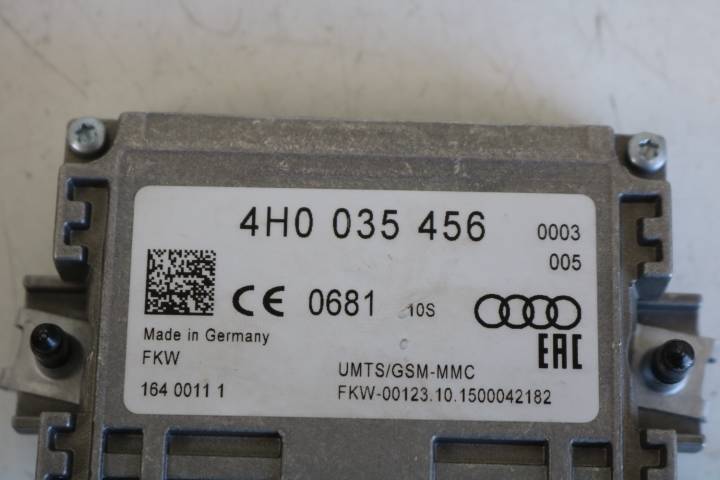 4H0 035 456 0003
005
CE 0681 10S
Made in Germany
FKW
EAC
UMTS/GSM-MMC
164 0011 1
FKW-00123.10.1500042182